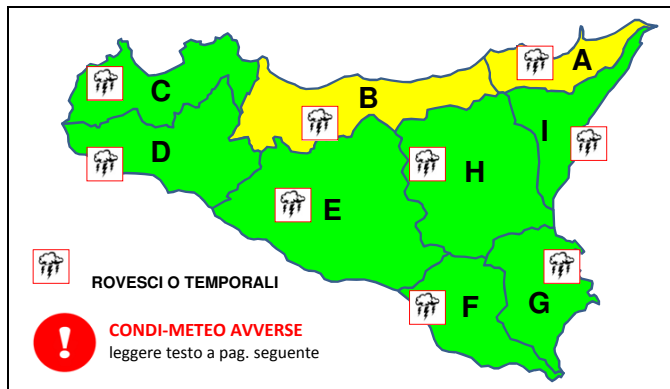 A
B
C
I
D
H
E
F
G
ROVESCI O TEMPORALI
CONDI-METEO AVVERSE
leggere testo a pag. seguente